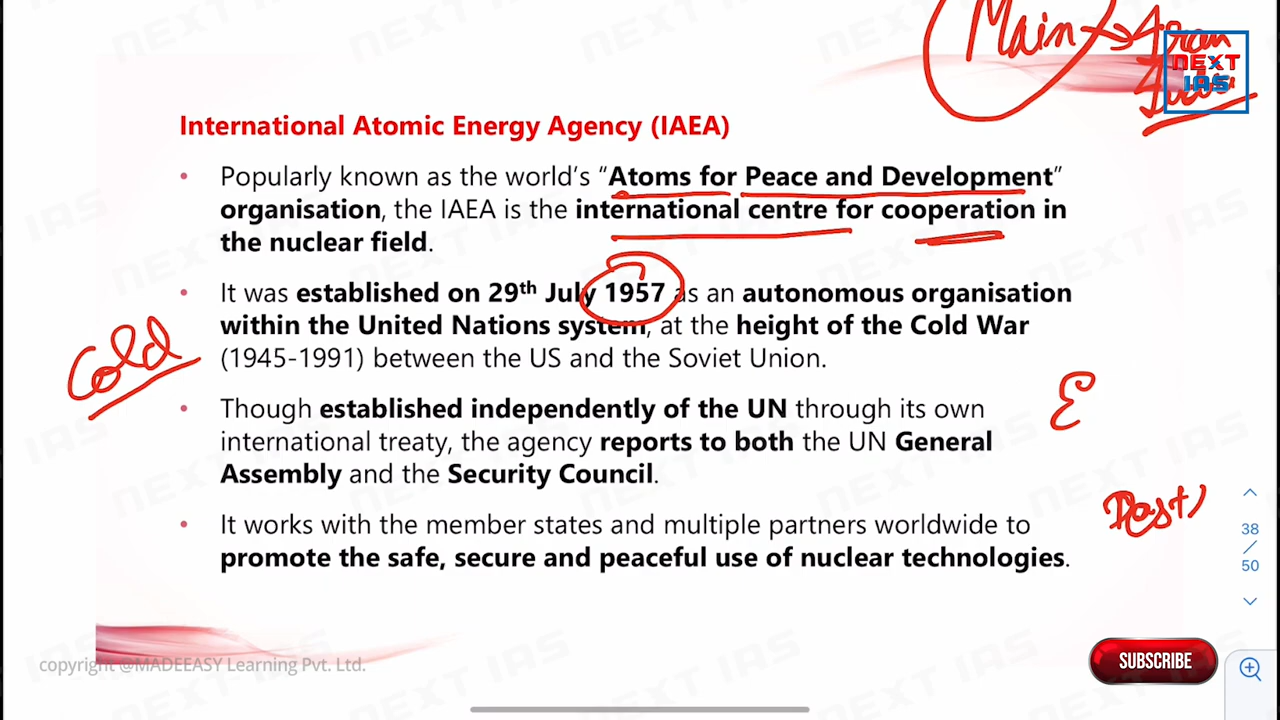 Main
NEXT
IAS
International Atomic Energy Agency (IAEA)
• Popularly known as the world's “Atoms for Peace and Development”
organisation, the IAEA is the international centre for cooperation in
the nuclear field.
• It was established on 29th July 1957 as an autonomous organisation
within the United Nations system, at the height of the Cold War
(1945-1991) between the US and the Soviet Union.
Cold
• Though established independently of the UN through its own
international treaty, the agency reports to both the UN General
Assembly and the Security Council.
• It works with the member states and multiple partners worldwide to
promote the safe, secure and peaceful use of nuclear technologies.
38
/
50
copyright @MADEEASY Learning Pvt. Ltd.
SUBSCRIBE